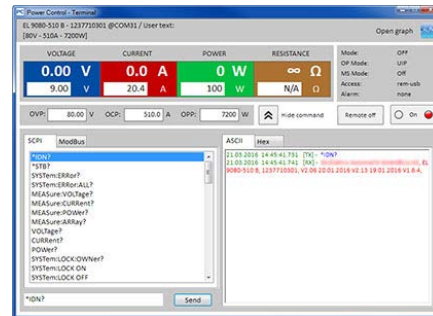 Power Control - Terminal
EL 9080-510 B - 1237710301 @COM31 / User text:
[80V - 510A - 7200W]
Open graph
VOLTAGE CURRENT POWER RESISTANCE
0.00 V 0.0 A 0 W ∞ Ω
9.00 V 20.4 A 100 W N/A Ω
Mode: OFF
OP Mode: UIP
MS Mode: Off
Access: rem-usb
Alarm: none
OVP: 80.00 V OCP: 510.0 A OPP: 7200 W Hide command Remote off On
SCPI ModBus
*IDN?
*STB?
SYSTem:ERRor?
SYSTem:ERRor:ALL?
MEASure:VOLTage?
MEASure:CURRent?
MEASure:POWer?
MEASure:ARRay?
VOLTage?
CURRent?
POWer?
SYSTem:LOCK:OWNer?
SYSTem:LOCK ON
SYSTem:LOCK OFF
*IDN? Send
ASCII Hex
21.03.2016 14:45:41.731 [TX] - *IDN?
21.03.2016 14:45:41.741 [RX] - EL
9080-510 B, 1237710301, V2.06 20.01.2016 V2.13 19.01.2016 V1.6.4,